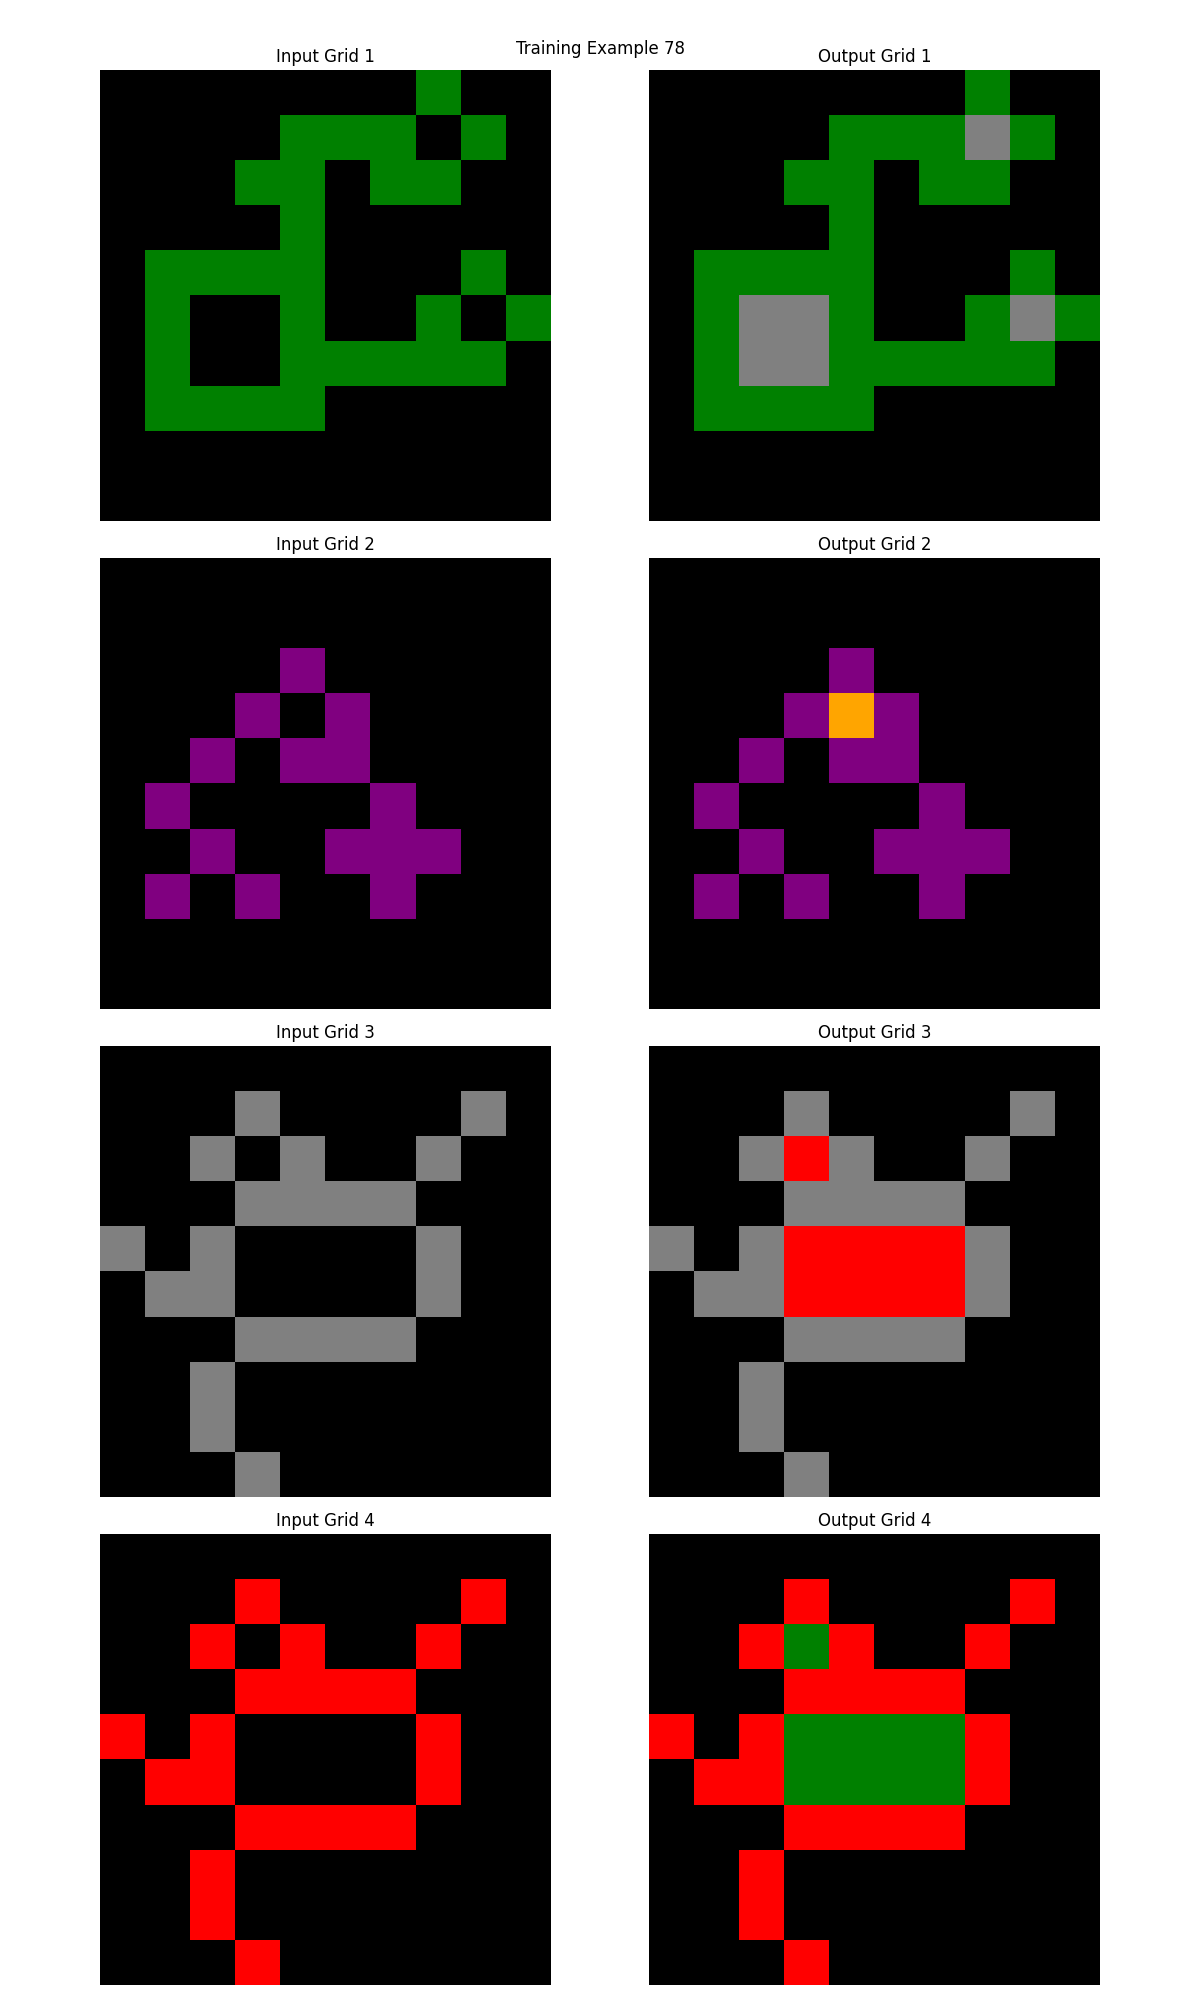 Training Example 78
Input Grid 1
Output Grid 1
Input Grid 2
Output Grid 2
Input Grid 3
Output Grid 3
Input Grid 4
Output Grid 4